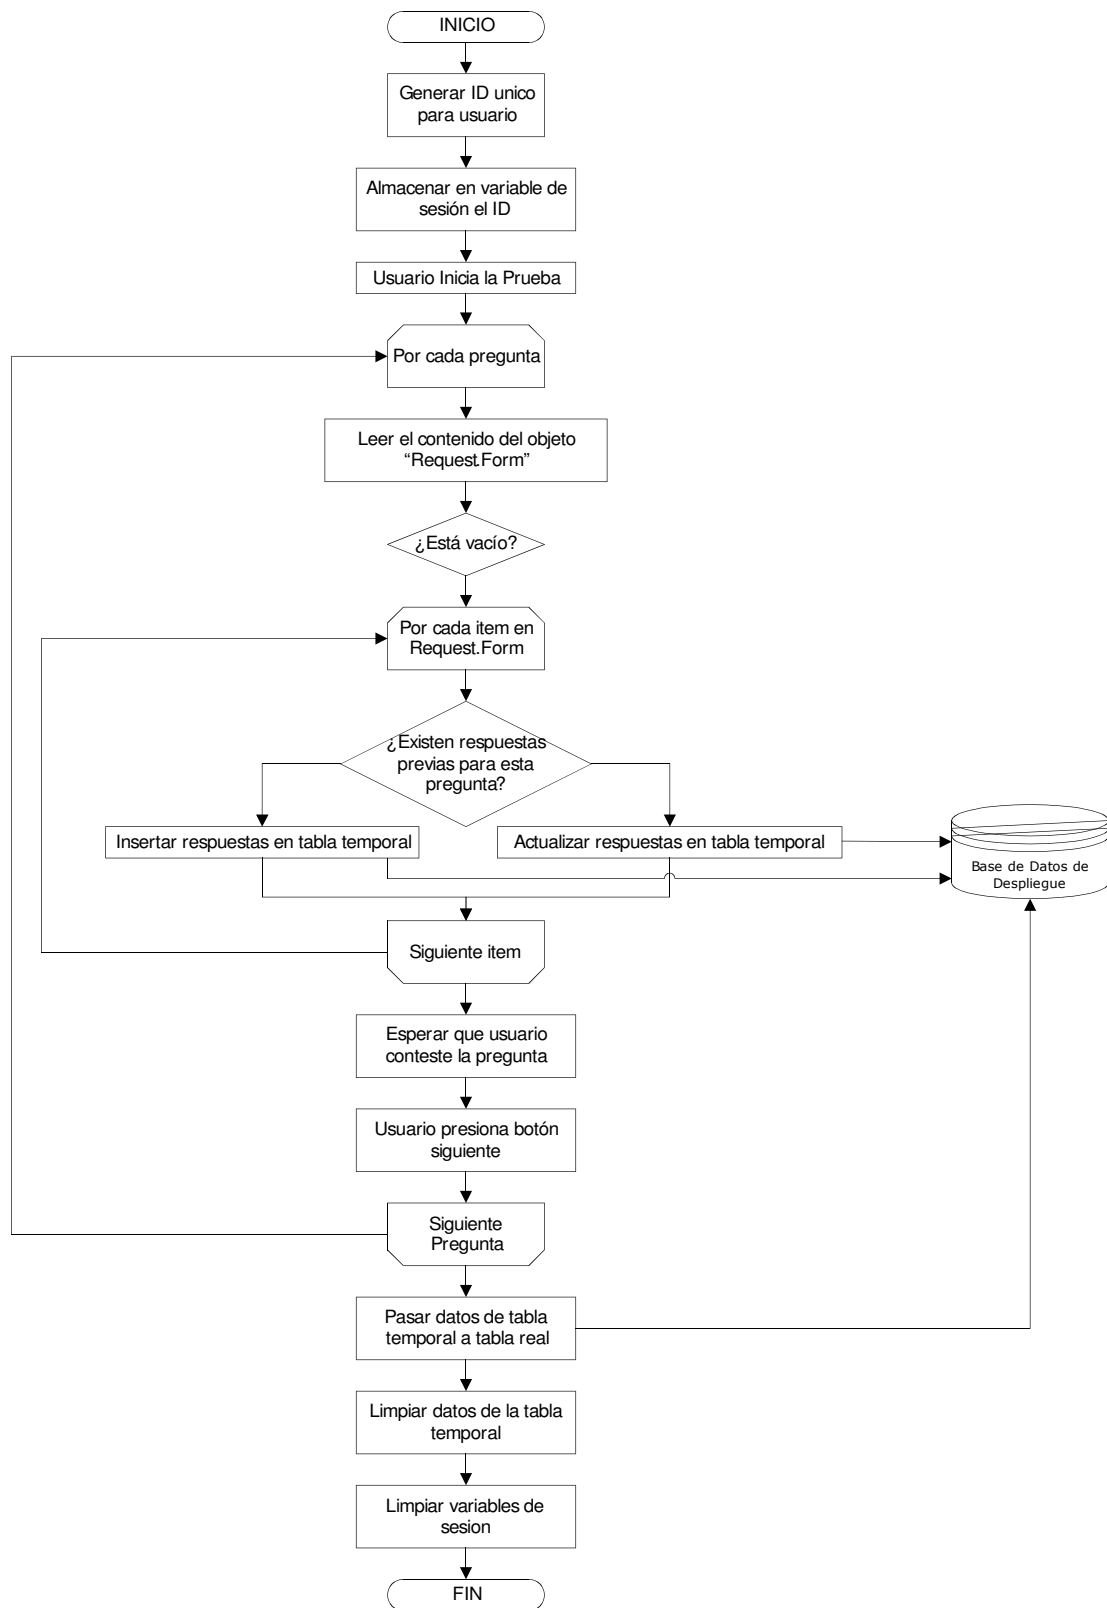 INICIO
Generar ID unico
para usuario
Almacenar en variable de
sesión el ID
Usuario Inicia la Prueba
Por cada pregunta
Leer el contenido del objeto
“Request.Form”
¿Está vacío?
Por cada item en
Request.Form
¿Existen respuestas
previas para esta
pregunta?
Insertar respuestas en tabla temporal
Actualizar respuestas en tabla temporal
Base de Datos de
Despliegue
Siguiente item
Esperar que usuario
conteste la pregunta
Usuario presiona botón
siguiente
Siguiente
Pregunta
Pasar datos de tabla
temporal a tabla real
Limpiar datos de la tabla
temporal
Limpiar variables de
sesion
FIN